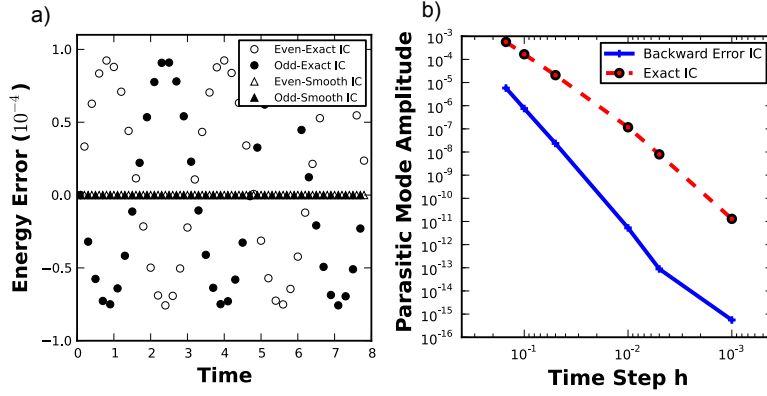 a)
Even-Exact IC
Odd-Exact IC
Even-Smooth IC
Odd-Smooth IC
Energy Error (10⁻⁴)
1.0
0.5
0.0
−0.5
−1.0
0 1 2 3 4 5 6 7 8
Time
b)
Backward Error IC
Exact IC
Parasitic Mode Amplitude
10⁻³
10⁻⁴
10⁻⁵
10⁻⁶
10⁻⁷
10⁻⁸
10⁻⁹
10⁻¹⁰
10⁻¹¹
10⁻¹²
10⁻¹³
10⁻¹⁴
10⁻¹⁵
10⁻¹⁶
10⁻¹ 10⁻² 10⁻³
Time Step h